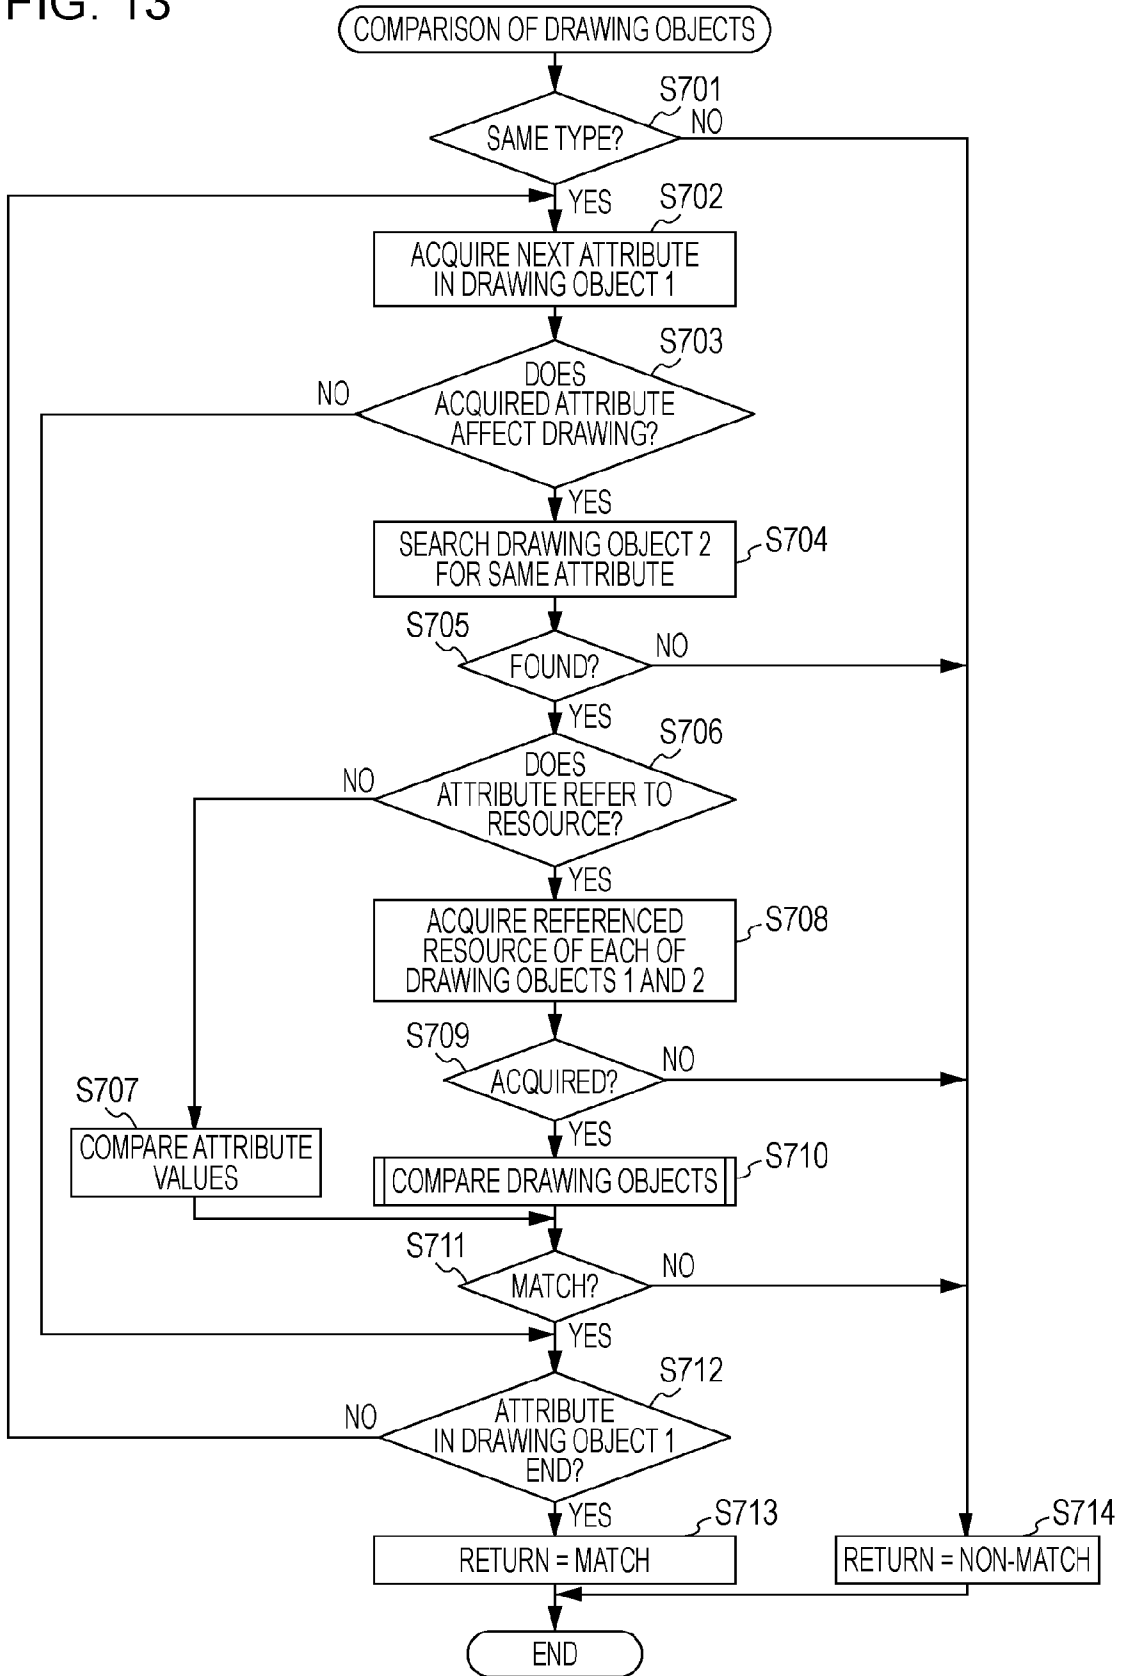 FIG. 13
COMPARISON OF DRAWING OBJECTS
S701
SAME TYPE?
NO
YES
S702
ACQUIRE NEXT ATTRIBUTE
IN DRAWING OBJECT 1
S703
DOES
ACQUIRED ATTRIBUTE
AFFECT DRAWING?
NO
YES
SEARCH DRAWING OBJECT 2
FOR SAME ATTRIBUTE
S704
S705
FOUND?
NO
YES
S706
DOES
ATTRIBUTE REFER TO
RESOURCE?
NO
YES
ACQUIRE REFERENCED
RESOURCE OF EACH OF
DRAWING OBJECTS 1 AND 2
S708
S709
ACQUIRED?
NO
YES
S707
COMPARE ATTRIBUTE
VALUES
COMPARE DRAWING OBJECTS
S710
S711
MATCH?
NO
YES
S712
ATTRIBUTE
IN DRAWING OBJECT 1
END?
NO
YES
S713
RETURN = MATCH
S714
RETURN = NON-MATCH
END